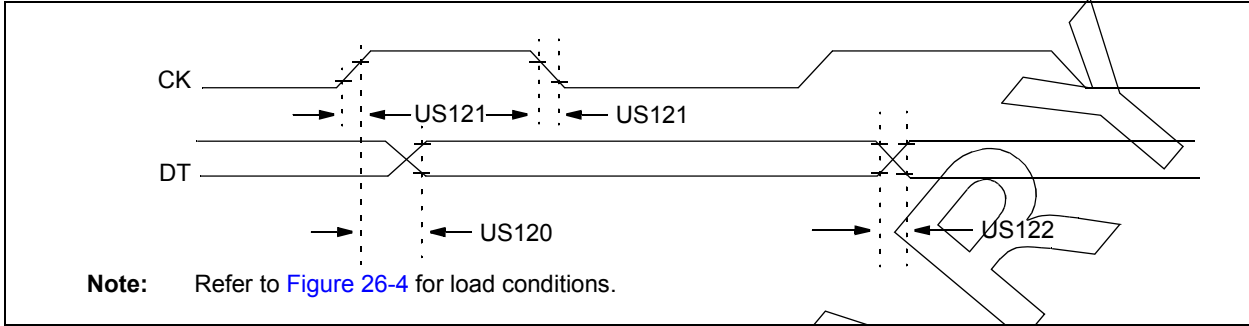 CK
US121 US121
DT
US120 US122
Note: Refer to Figure 26-4 for load conditions.